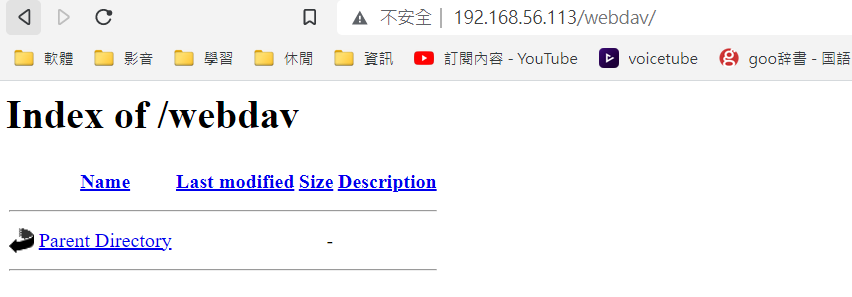 不安全 | 192.168.56.113/webdav/
軟體 影音 學習 休閒 資訊 訂閱內容 - YouTube voicetube goo辞書 - 国語
Index of /webdav
Name Last modified Size Description
Parent Directory -